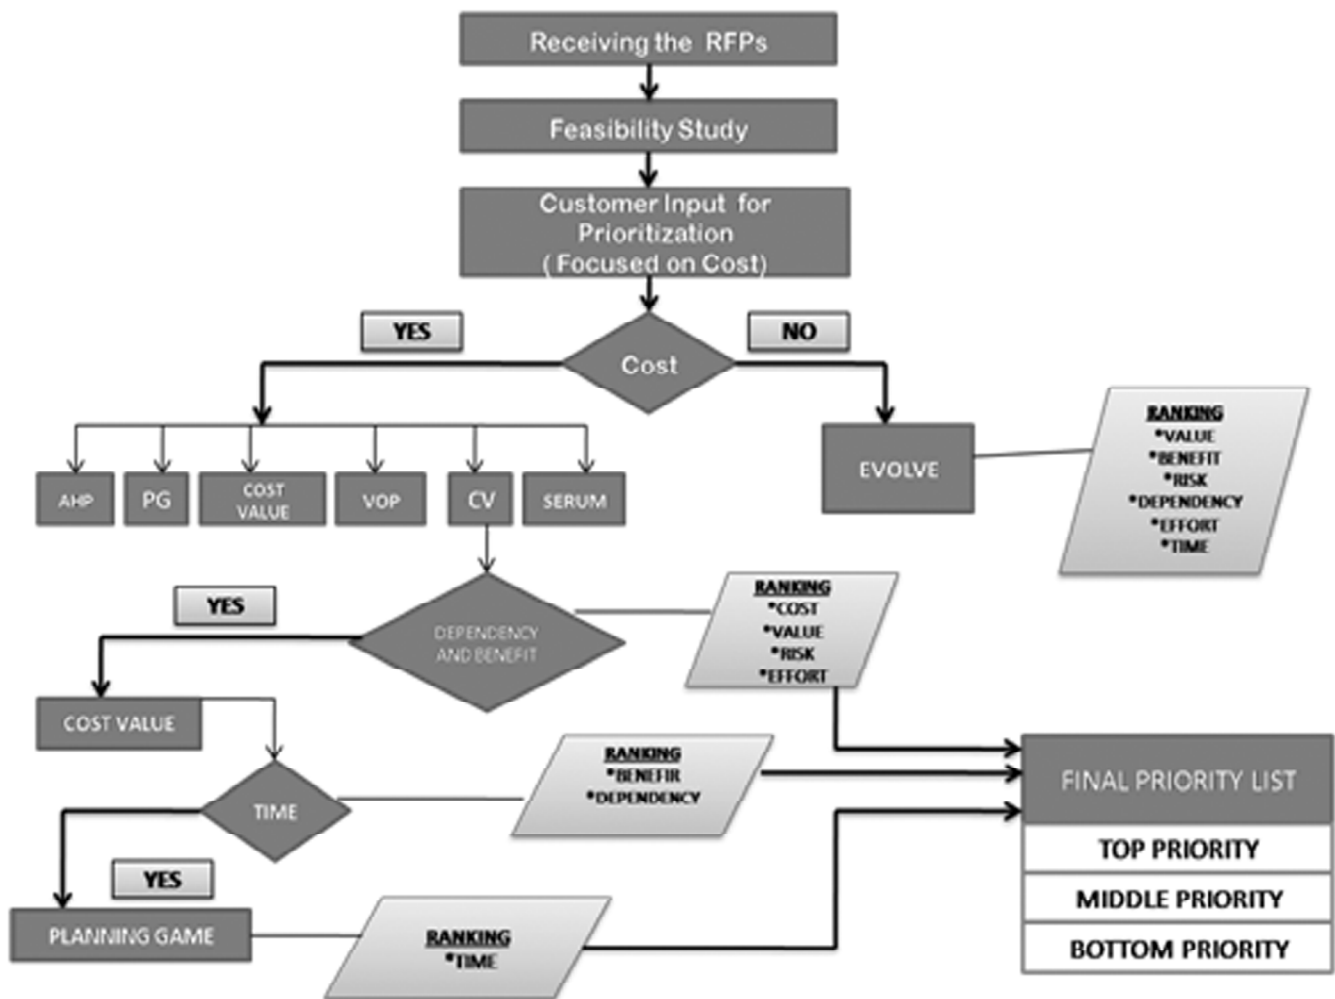 Receiving the RFPs
Feasibility Study
Customer Input for
Prioritization
( Focused on Cost)
YES
NO
Cost
RANKING
*VALUE
*BENEFIT
*RISK
*DEPENDENCY
*EFFORT
*TIME
EVOLVE
AHP
PG
COST
VALUE
VOP
CV
SERUM
YES
DEPENDENCY
AND BENEFIT
RANKING
*COST
*VALUE
*RISK
*EFFORT
COST VALUE
RANKING
*BENEFIR
*DEPENDENCY
TIME
FINAL PRIORITY LIST
TOP PRIORITY
MIDDLE PRIORITY
BOTTOM PRIORITY
YES
PLANNING GAME
RANKING
*TIME